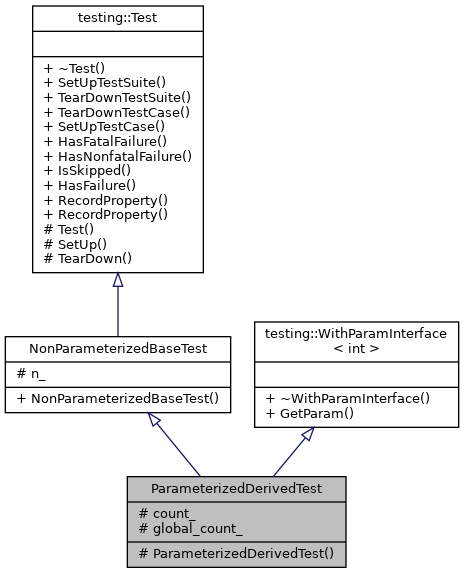 testing::Test
+ ~Test()
+ SetUpTestSuite()
+ TearDownTestSuite()
+ TearDownTestCase()
+ SetUpTestCase()
+ HasFatalFailure()
+ HasNonfatalFailure()
+ IsSkipped()
+ HasFailure()
+ RecordProperty()
+ RecordProperty()
# Test()
# SetUp()
# TearDown()
NonParameterizedBaseTest
# n_
+ NonParameterizedBaseTest()
testing::WithParamInterface
< int >
+ ~WithParamInterface()
+ GetParam()
ParameterizedDerivedTest
# count_
# global_count_
# ParameterizedDerivedTest()